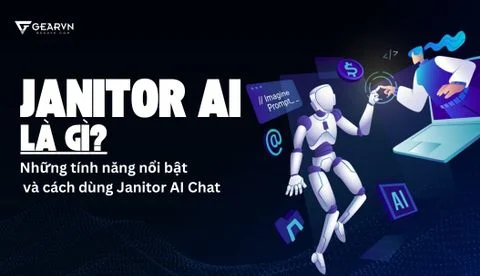 GEARVN
JANITOR AI
LÀ GÌ?
Những tính năng nổi bật
và cách dùng Janitor AI Chat
</>
// Imagine
Prompt...
@
$
AI